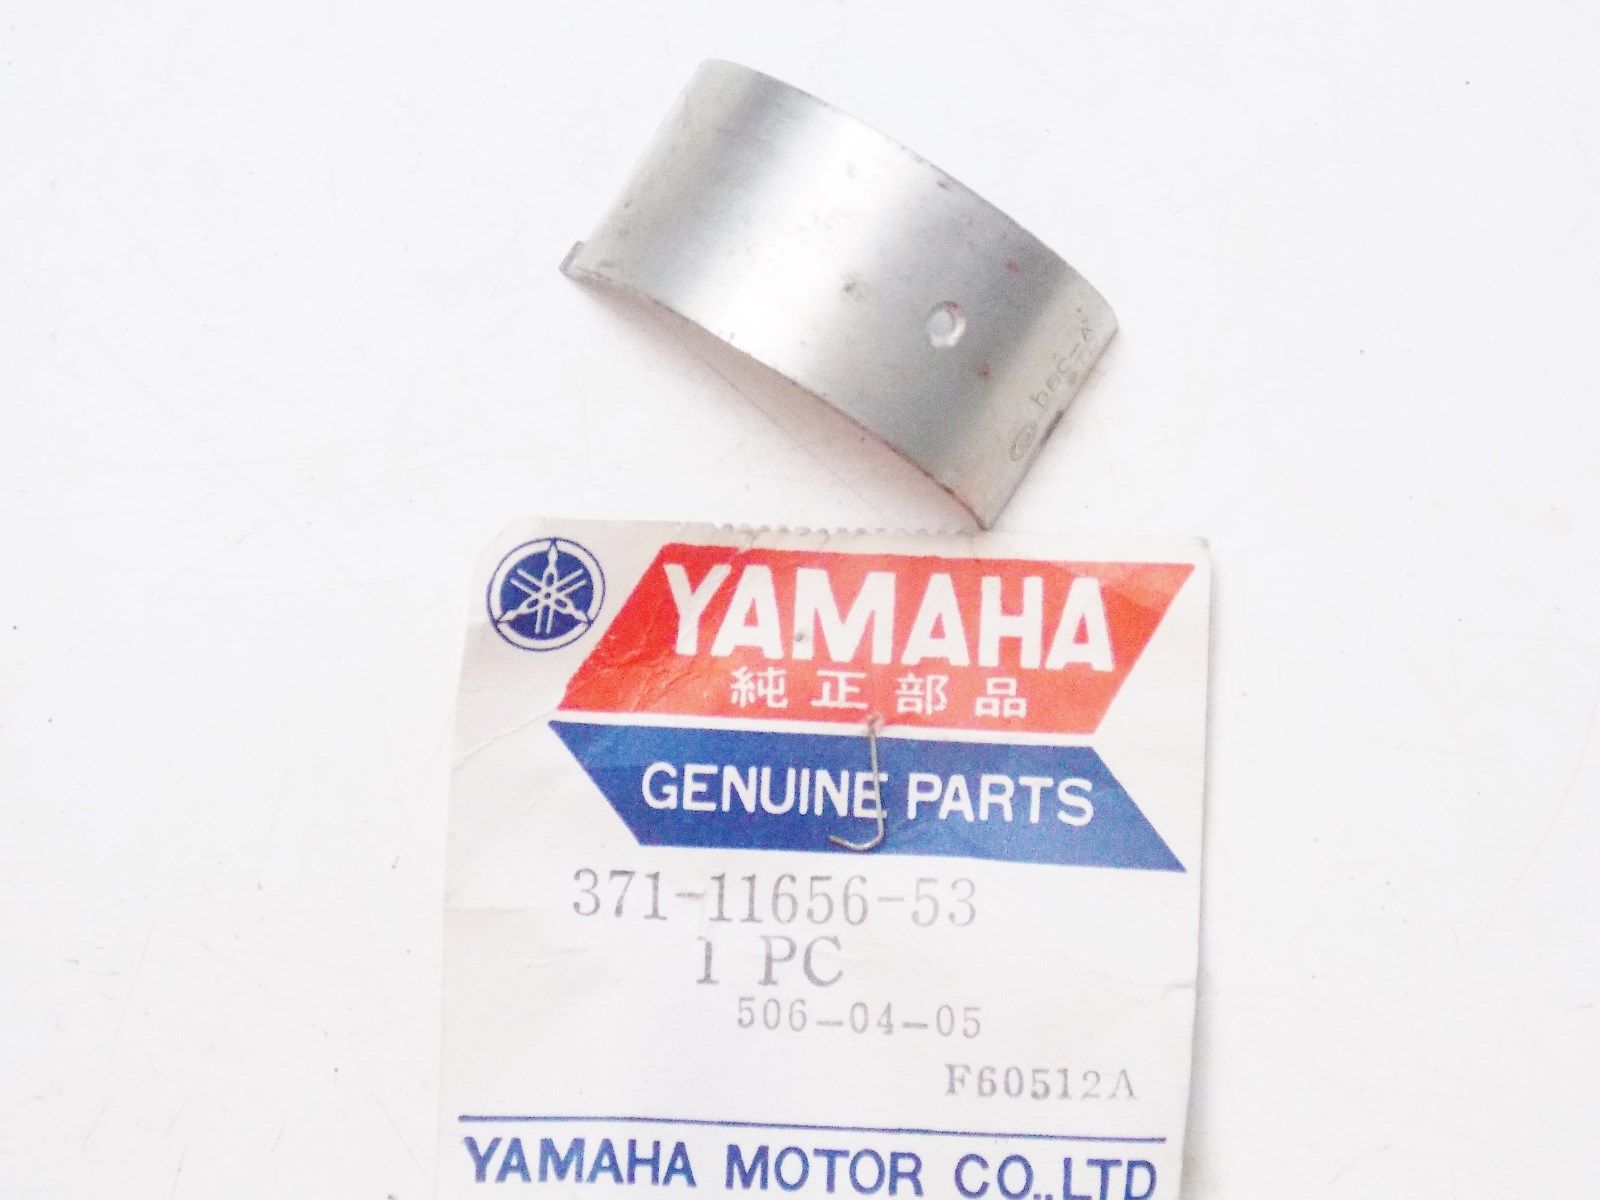 YAMAHA
純正部品
GENUINE PARTS
371-11656-53
1 PC
506-04-05
F60512A
YAMAHA MOTOR CO.,LTD